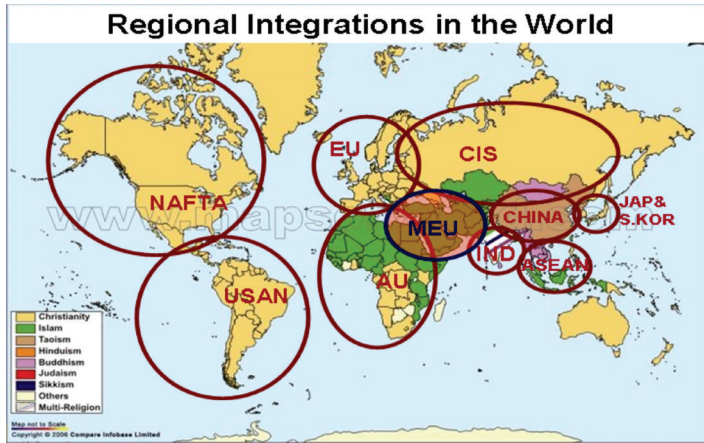 Regional Integrations in the World
EU
CIS
NAFTA
JAP&
S.KOR
CHINA
MEU
IND
ASEAN
AU
USAN
Christianity
Islam
Taoism
Hinduism
Buddhism
Judaism
Sikkism
Others
Multi-Religion
Map not to Scale
Copyright © 2006 Compare Infobase Limited